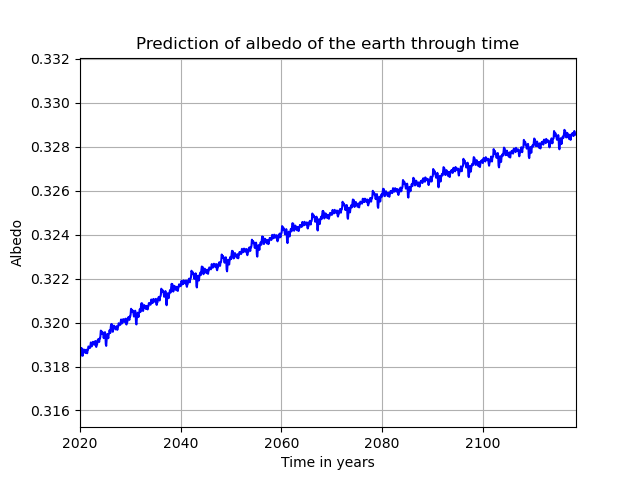 Prediction of albedo of the earth through time
0.332
0.330
0.328
0.326
0.324
0.322
0.320
0.318
0.316
Albedo
2020 2040 2060 2080 2100
Time in years